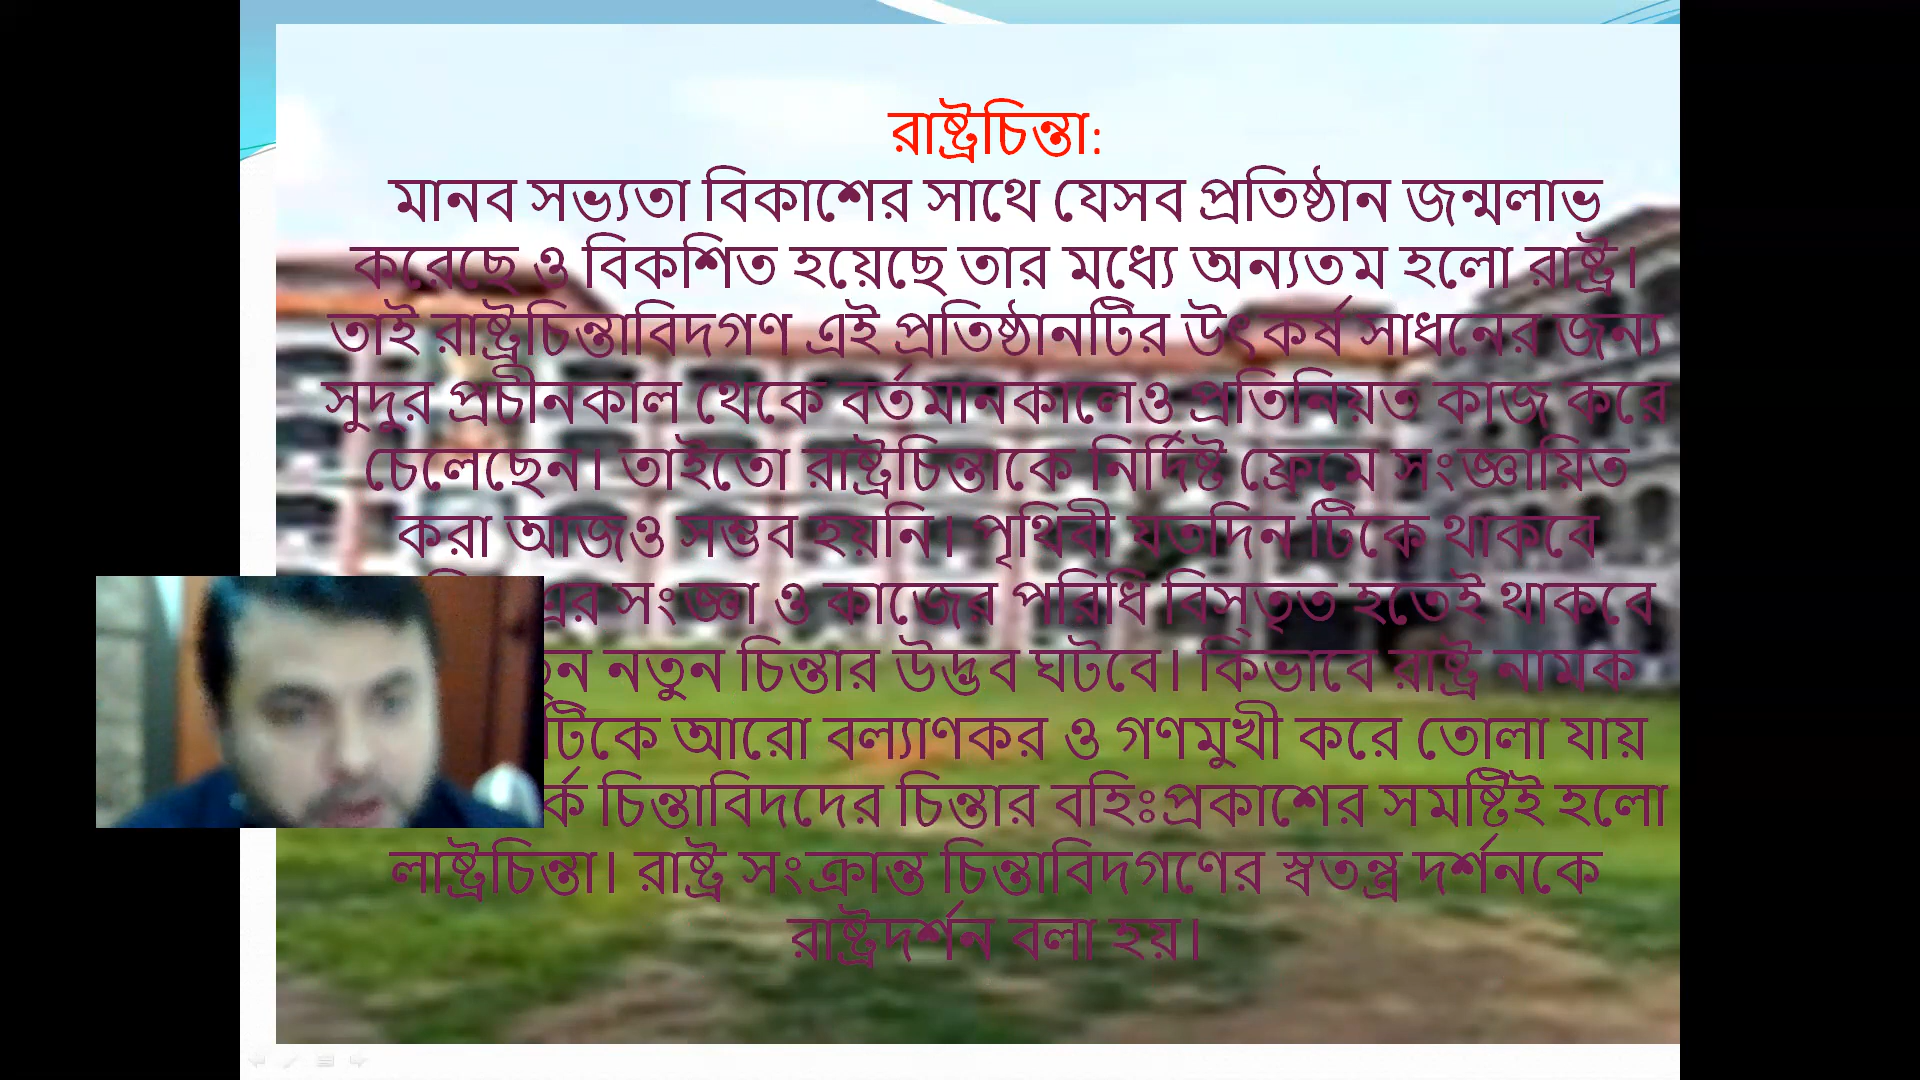 রাষ্ট্রচিন্তা:
মানব সভ্যতা বিকাশের সাথে যেসব প্রতিষ্ঠান জন্মলাভ
করেছে ও বিকশিত হয়েছে তার মধ্যে অন্যতম হলো রাষ্ট্র।
তাই রাষ্ট্রচিন্তাবিদগণ এই প্রতিষ্ঠানটির উৎকর্ষ সাধনের জন্য
সুদুর প্রচীনকাল থেকে বর্তমানকালেও প্রতিনিয়ত কাজ করে
চেলেছেন। তাইতো রাষ্ট্রচিন্তাকে নির্দিষ্ট ফ্রেমে সংজ্ঞায়িত
করা আজও সম্ভব হয়নি। পৃথিবী যতদিন টিকে থাকবে
এর সংজ্ঞা ও কাজের পরিধি বিস্তৃত হতেই থাকবে
নতুন চিন্তার উদ্ভব ঘটবে। কিভাবে রাষ্ট্র নামক
টিকে আরো বল্যাণকর ও গণমুখী করে তোলা যায়
চিন্তাবিদদের চিন্তার বহিঃপ্রকাশের সমষ্টিই হলো
লাষ্ট্রচিন্তা। রাষ্ট্র সংক্রান্ত চিন্তাবিদগণের স্বতন্ত্র দর্শনকে
রাষ্ট্রদর্শন বলা হয়।